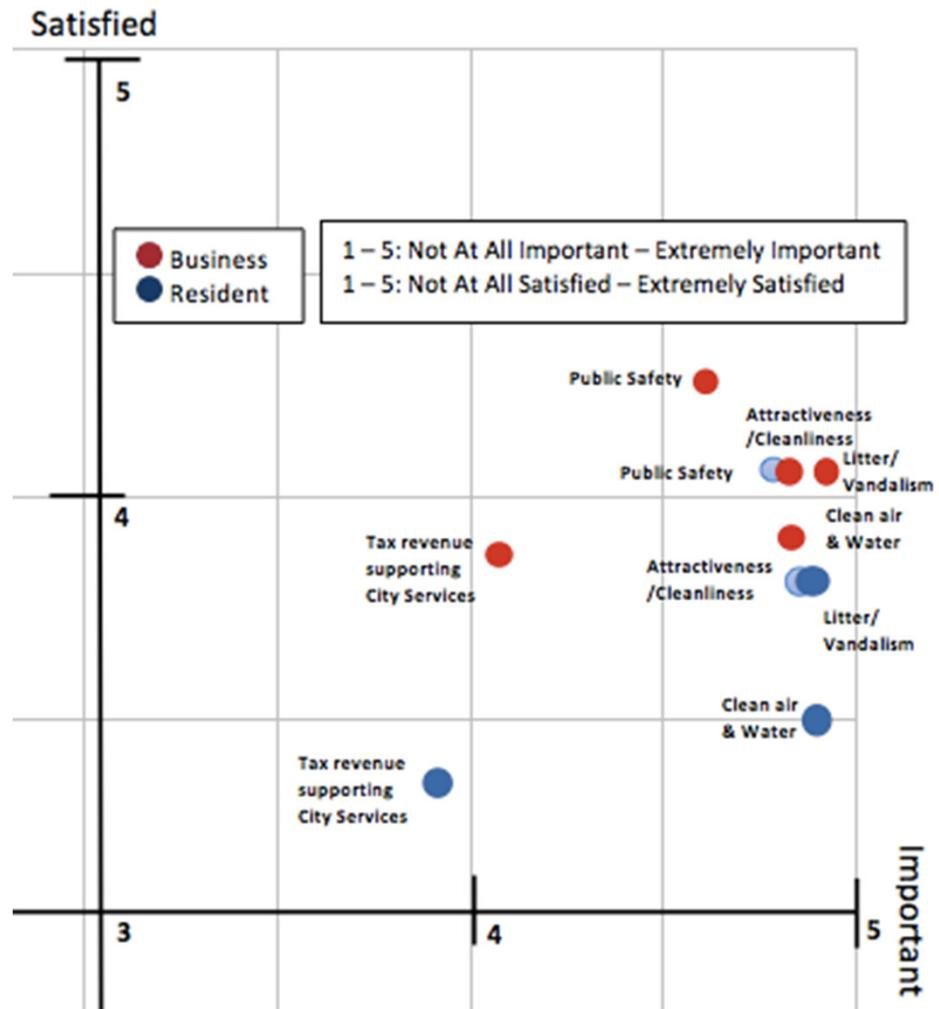 Satisfied
5
Business
Resident
1 – 5: Not At All Important – Extremely Important
1 – 5: Not At All Satisfied – Extremely Satisfied
Public Safety
Attractiveness
/Cleanliness
Public Safety
Litter/
Vandalism
4
Clean air
& Water
Tax revenue
supporting
City Services
Attractiveness
/Cleanliness
Litter/
Vandalism
Clean air
& Water
Tax revenue
supporting
City Services
Important
3
4
5